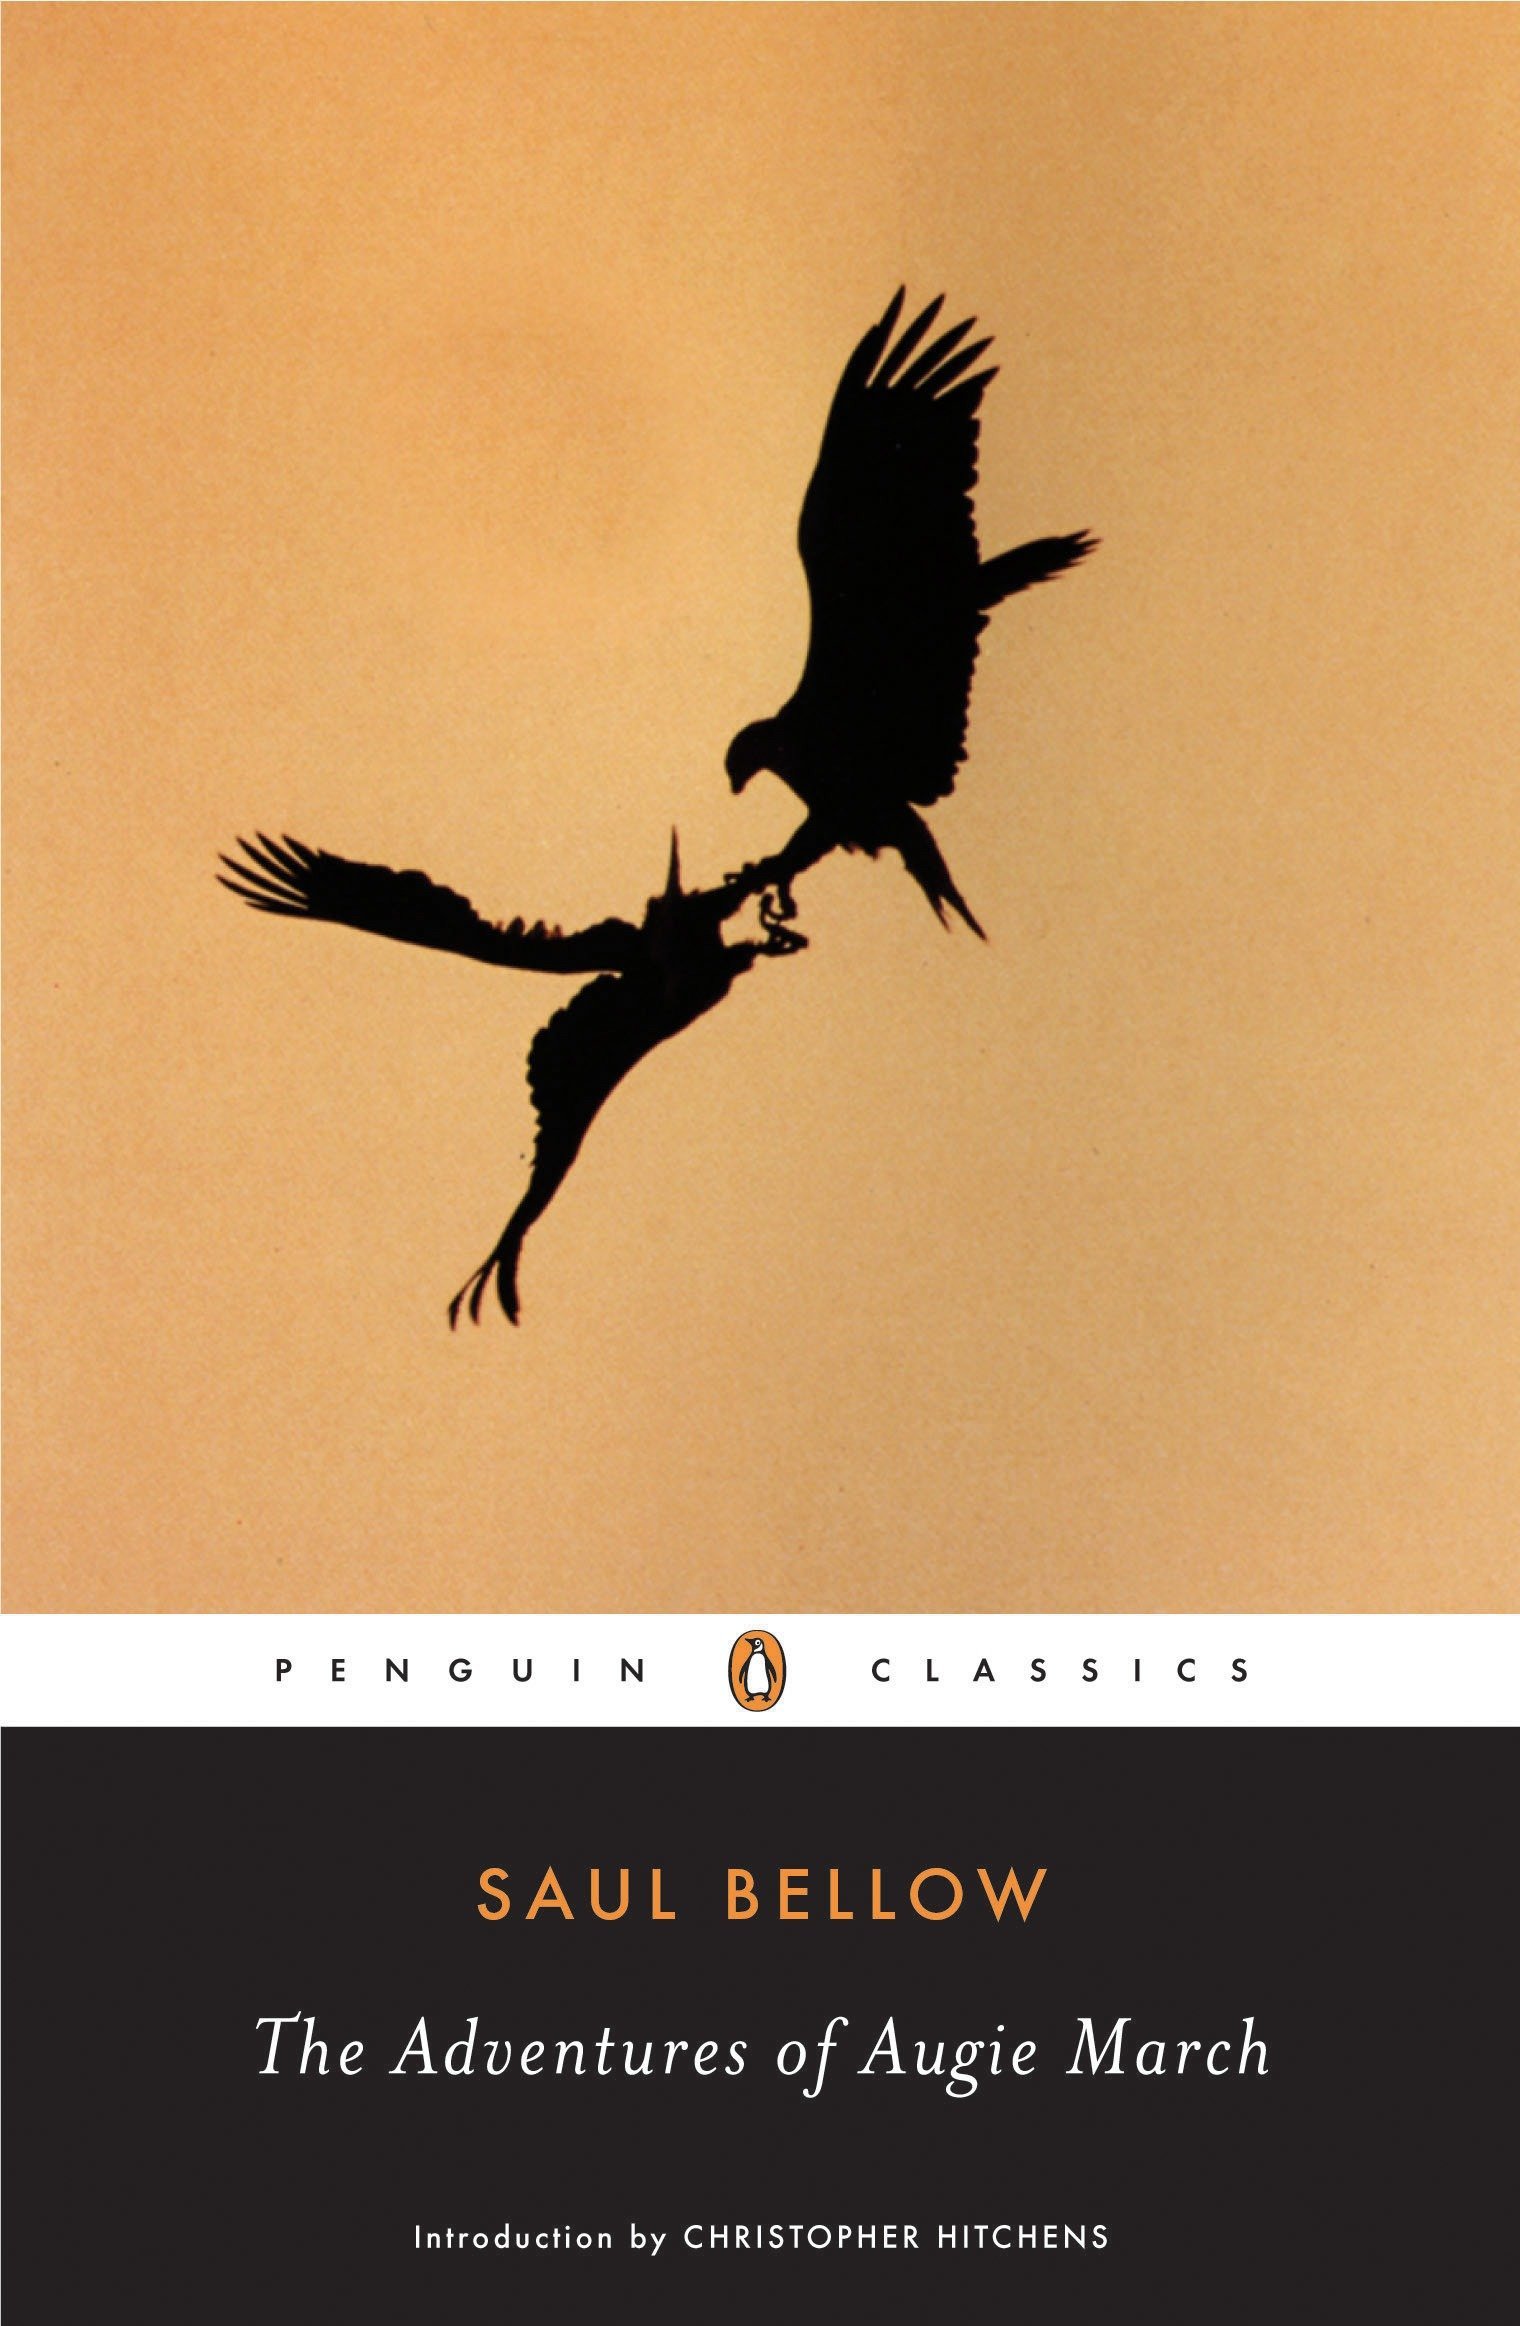 PENGUIN CLASSICS
SAUL BELLOW
The Adventures of Augie March
Introduction by CHRISTOPHER HITCHENS